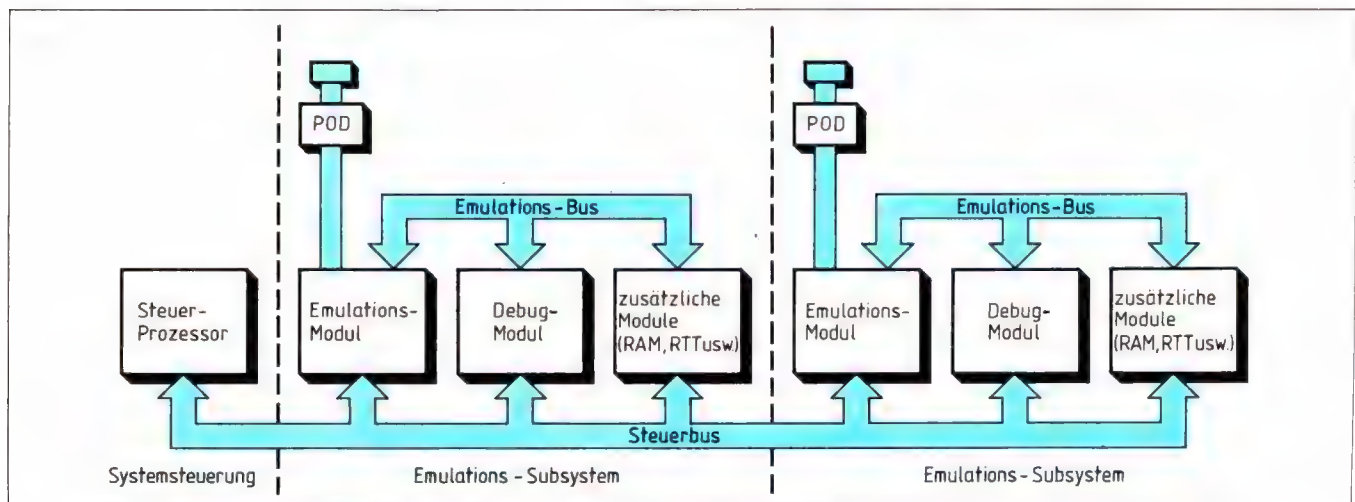 POD
POD
Emulations-Bus
Emulations-Bus
Steuer-
Prozessor
Emulations-
Modul
Debug-
Modul
zusätzliche
Module
(RAM,RTTusw.)
Emulations-
Modul
Debug-
Modul
zusätzliche
Module
(RAM,RTTusw.)
Steuerbus
Systemsteuerung
Emulations-Subsystem
Emulations-Subsystem